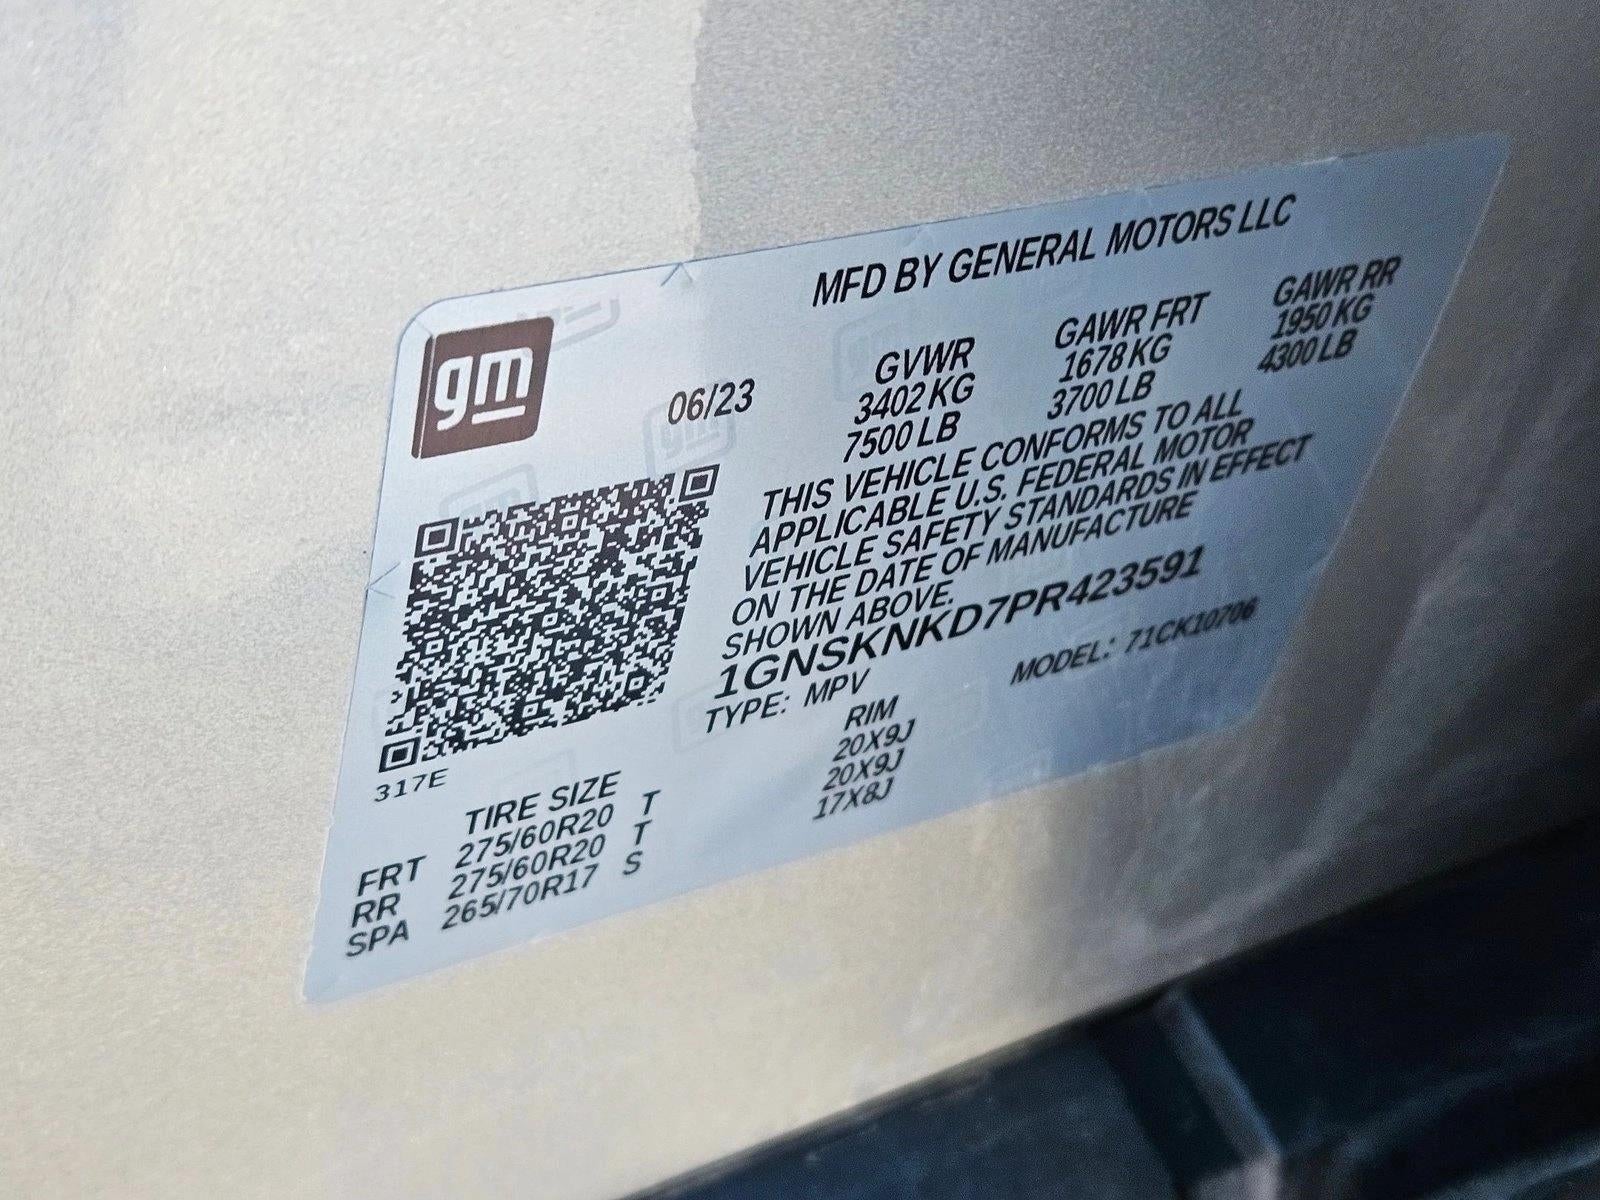 MFD BY GENERAL MOTORS LLC
gm
06/23
GVWR GAWR FRT GAWR RR
3402 KG 1678 KG 1950 KG
7500 LB 3700 LB 4300 LB
THIS VEHICLE CONFORMS TO ALL
APPLICABLE U.S. FEDERAL MOTOR
VEHICLE SAFETY STANDARDS IN EFFECT
ON THE DATE OF MANUFACTURE
SHOWN ABOVE.
1GNSKNKD7PR423591
TYPE: MPV MODEL: 71CK10706
317E
TIRE SIZE RIM
FRT 275/60R20 T 20X9J
RR 275/60R20 T 20X9J
SPA 265/70R17 S 17X8J